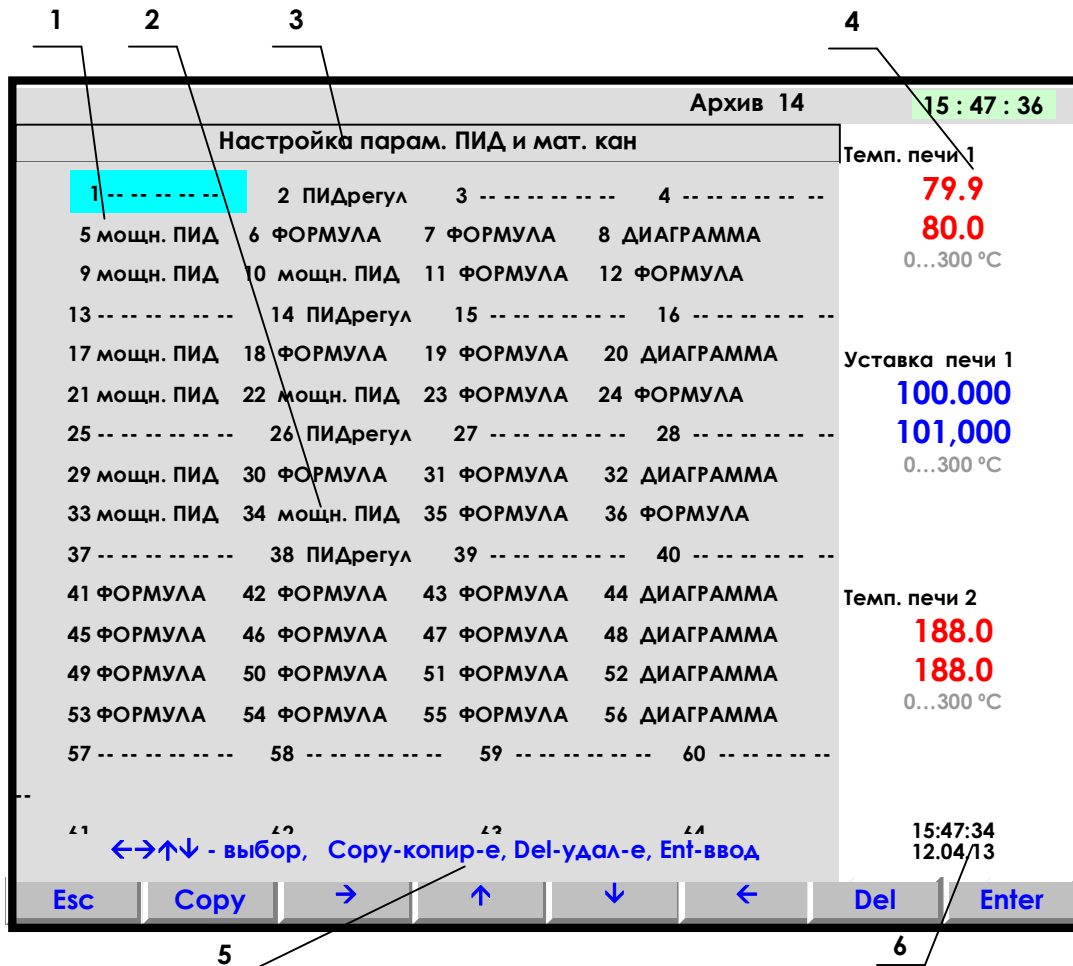 1 2 3 4
Архив 14 15 : 47 : 36
Настройка парам. ПИД и мат. кан
Темп. печи 1
79.9
80.0
0...300 ºC
1 -- -- -- -- -- 2 ПИДрегул 3 -- -- -- -- -- -- 4 -- -- -- -- -- --
5 мощн. ПИД 6 ФОРМУЛА 7 ФОРМУЛА 8 ДИАГРАММА
9 мощн. ПИД 10 мощн. ПИД 11 ФОРМУЛА 12 ФОРМУЛА
13 -- -- -- -- -- -- 14 ПИДрегул 15 -- -- -- -- -- -- 16 -- -- -- -- -- --
17 мощн. ПИД 18 ФОРМУЛА 19 ФОРМУЛА 20 ДИАГРАММА
21 мощн. ПИД 22 мощн. ПИД 23 ФОРМУЛА 24 ФОРМУЛА
25 -- -- -- -- -- -- 26 ПИДрегул 27 -- -- -- -- -- -- 28 -- -- -- -- -- --
29 мощн. ПИД 30 ФОРМУЛА 31 ФОРМУЛА 32 ДИАГРАММА
33 мощн. ПИД 34 мощн. ПИД 35 ФОРМУЛА 36 ФОРМУЛА
37 -- -- -- -- -- -- 38 ПИДрегул 39 -- -- -- -- -- -- 40 -- -- -- -- -- --
41 ФОРМУЛА 42 ФОРМУЛА 43 ФОРМУЛА 44 ДИАГРАММА
45 ФОРМУЛА 46 ФОРМУЛА 47 ФОРМУЛА 48 ДИАГРАММА
49 ФОРМУЛА 50 ФОРМУЛА 51 ФОРМУЛА 52 ДИАГРАММА
53 ФОРМУЛА 54 ФОРМУЛА 55 ФОРМУЛА 56 ДИАГРАММА
57 -- -- -- -- -- -- 58 -- -- -- -- -- -- 59 -- -- -- -- -- -- 60 -- -- -- -- -- --
--
61 62 63 64
←→↑↓ - выбор, Copy-копир-е, Del-удал-е, Ent-ввод
Уставка печи 1
100.000
101,000
0...300 ºC
Темп. печи 2
188.0
188.0
0...300 ºC
15:47:34
12.04/13
Esc Copy → ↑ ↓ ← Del Enter
5 6